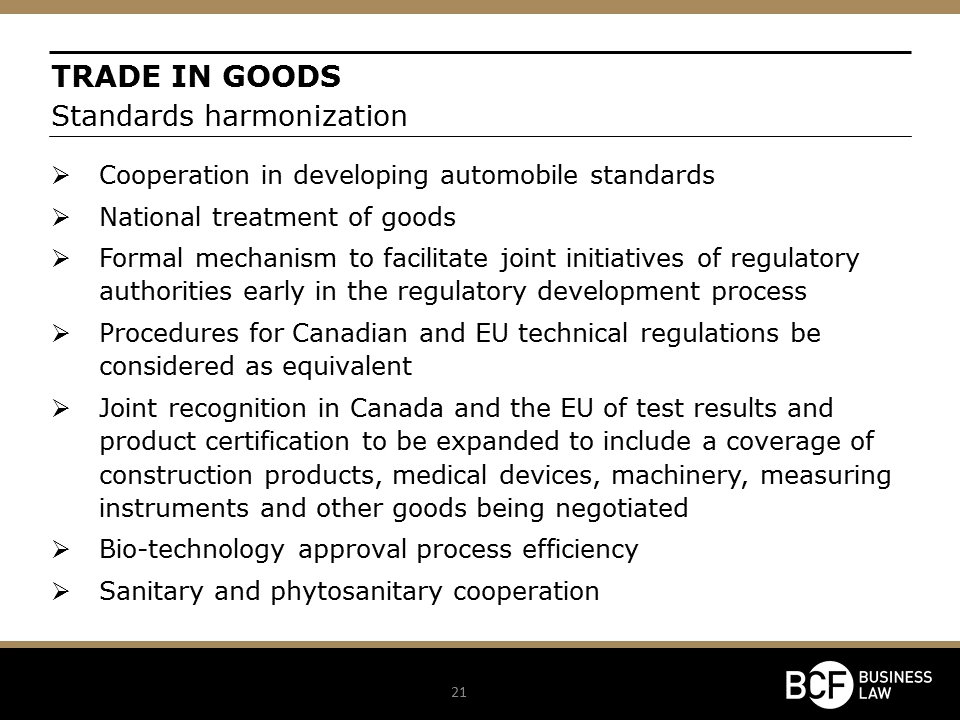 TRADE IN GOODS
Standards harmonization
➢ Cooperation in developing automobile standards
➢ National treatment of goods
➢ Formal mechanism to facilitate joint initiatives of regulatory
authorities early in the regulatory development process
➢ Procedures for Canadian and EU technical regulations be
considered as equivalent
➢ Joint recognition in Canada and the EU of test results and
product certification to be expanded to include a coverage of
construction products, medical devices, machinery, measuring
instruments and other goods being negotiated
➢ Bio-technology approval process efficiency
➢ Sanitary and phytosanitary cooperation
21
BCF BUSINESS
LAW